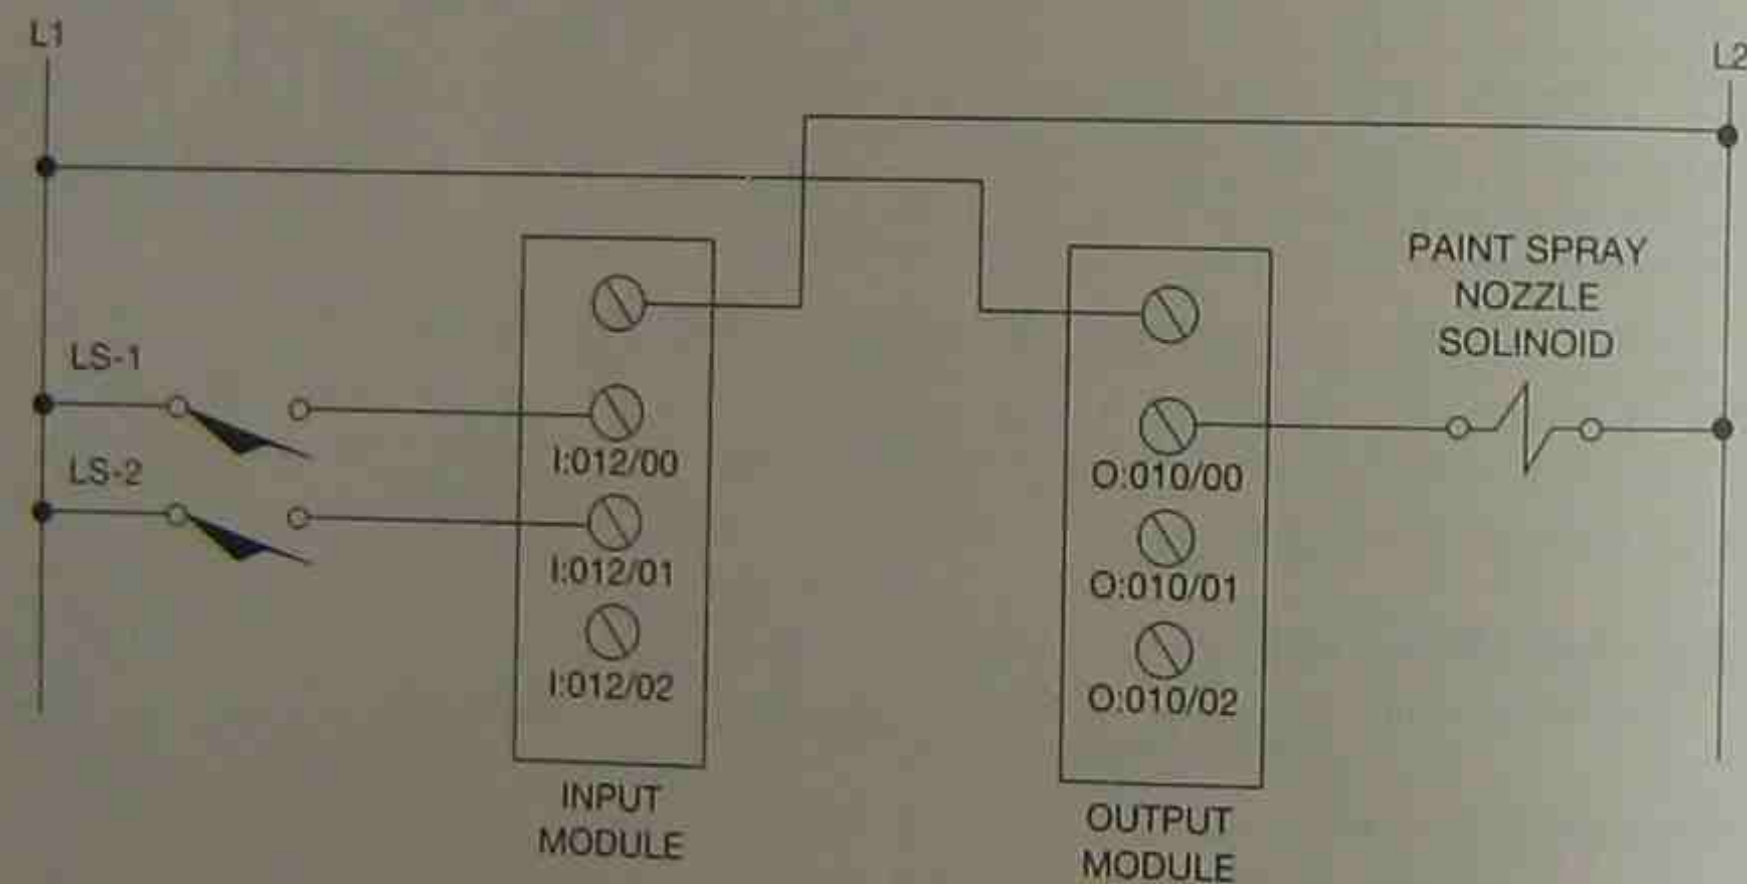 L1
L2
PAINT SPRAY
NOZZLE
SOLINOID
LS-1
LS-2
I:012/00
I:012/01
I:012/02
O:010/00
O:010/01
O:010/02
INPUT
MODULE
OUTPUT
MODULE